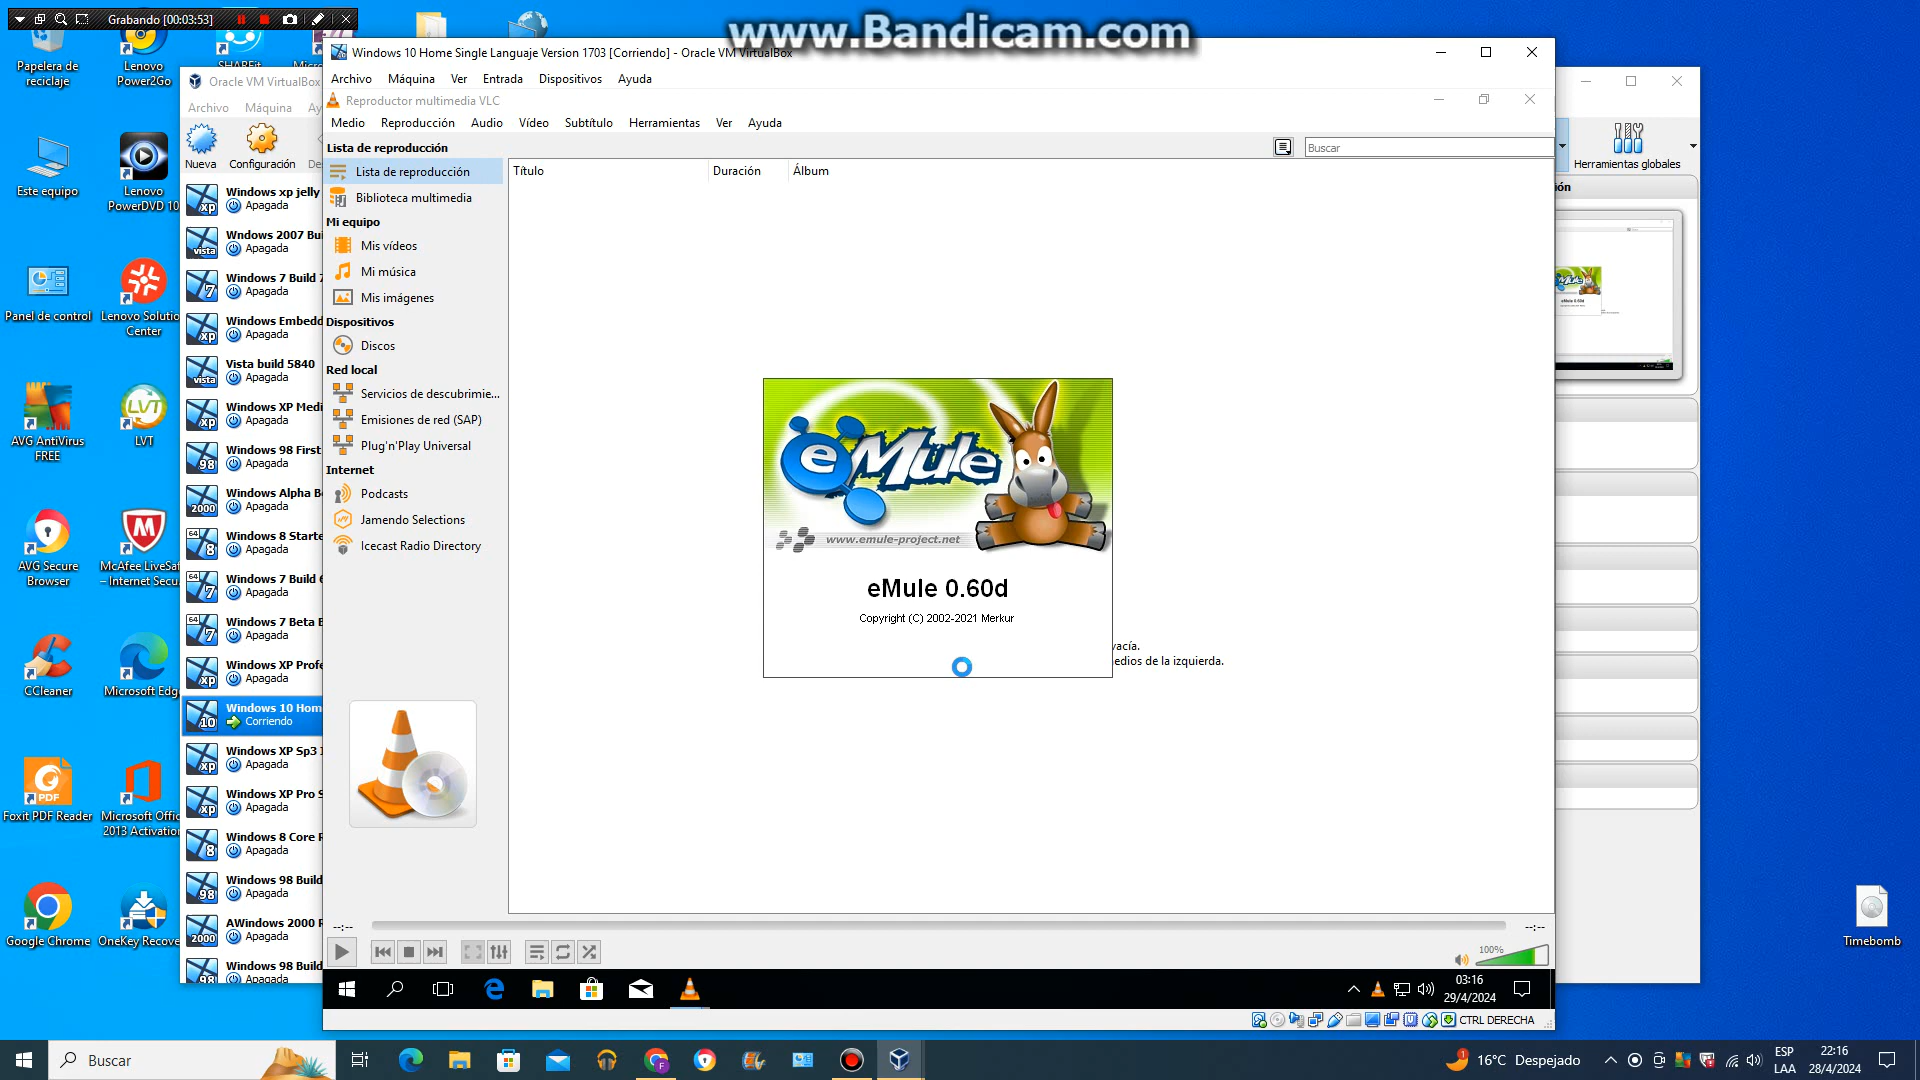 Grabando [00:03:53]
www.Bandicam.com
Papelera de
reciclaje
Lenovo
Power2Go
SHAREit
Este equipo
Lenovo
PowerDVD 10
Panel de control
Lenovo Solutio
Center
AVG AntiVirus
FREE
LVT
AVG Secure
Browser
McAfee LiveSaf
– Internet Secu...
CCleaner
Microsoft Edg
Foxit PDF Reader
Microsoft Offic
2013 Activation
Google Chrome
OneKey Recove
Timebomb
Oracle VM VirtualBox
Archivo
Máquina
Ay
Nueva
Configuración
De
Herramientas globales
ión
Windows xp jelly
Apagada
Wndows 2007 Bui
Apagada
Windows 7 Build 7
Apagada
Windows Embedd
Apagada
Vista build 5840
Apagada
Windows XP Medi
Apagada
Windows 98 First
Apagada
Windows Alpha Be
Apagada
Windows 8 Starte
Apagada
Windows 7 Build 6
Apagada
Windows 7 Beta B
Apagada
Windows XP Profe
Apagada
Windows 10 Hom
Corriendo
Windows XP Sp3 I
Apagada
Windows XP Pro S
Apagada
Windows 8 Core R
Apagada
Windows 98 Build
Apagada
AWindows 2000 R
Apagada
Windows 98 Build
Apagada
Windows 10 Home Single Languaje Version 1703 [Corriendo] - Oracle VM VirtualBox
Archivo Máquina Ver Entrada Dispositivos Ayuda
Reproductor multimedia VLC
Medio Reproducción Audio Vídeo Subtítulo Herramientas Ver Ayuda
Lista de reproducción
Buscar
Lista de reproducción
Biblioteca multimedia
Mi equipo
Mis vídeos
Mi música
Mis imágenes
Dispositivos
Discos
Red local
Servicios de descubrimie...
Emisiones de red (SAP)
Plug'n'Play Universal
Internet
Podcasts
Jamendo Selections
Icecast Radio Directory
Título Duración Álbum
eMule
www.emule-project.net
eMule 0.60d
Copyright (C) 2002-2021 Merkur
vacía.
edios de la izquierda.
--:--
--:--
100%
03:16
29/4/2024
CTRL DERECHA
Buscar
16°C Despejado
ESP
LAA
22:16
28/4/2024